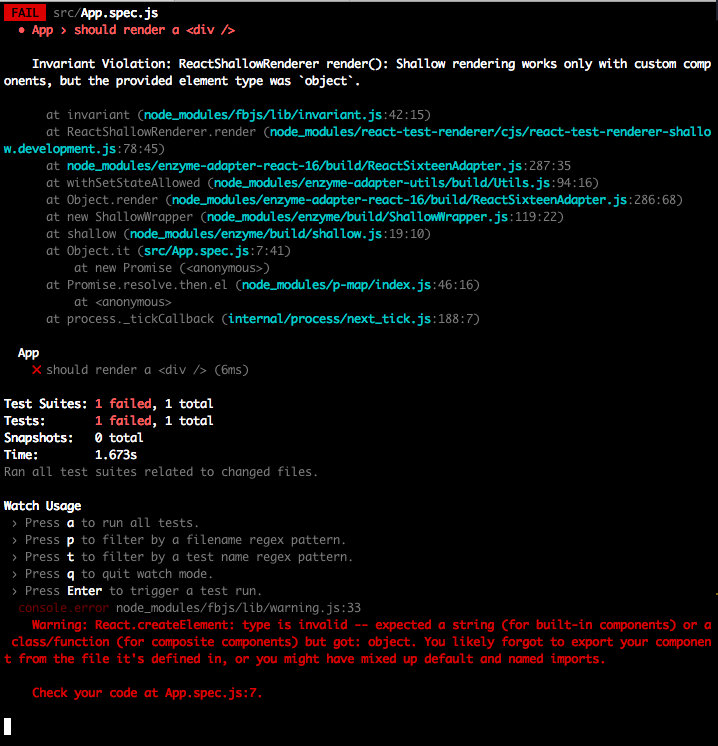 FAIL src/App.spec.js
● App › should render a <div />
Invariant Violation: ReactShallowRenderer render(): Shallow rendering works only with custom comp
onents, but the provided element type was `object`.
at invariant (node_modules/fbjs/lib/invariant.js:42:15)
at ReactShallowRenderer.render (node_modules/react-test-renderer/cjs/react-test-renderer-shallo
w.development.js:78:45)
at node_modules/enzyme-adapter-react-16/build/ReactSixteenAdapter.js:287:35
at withSetStateAllowed (node_modules/enzyme-adapter-utils/build/Utils.js:94:16)
at Object.render (node_modules/enzyme-adapter-react-16/build/ReactSixteenAdapter.js:286:68)
at new ShallowWrapper (node_modules/enzyme/build/ShallowWrapper.js:119:22)
at shallow (node_modules/enzyme/build/shallow.js:19:10)
at Object.it (src/App.spec.js:7:41)
at new Promise (<anonymous>)
at Promise.resolve.then.el (node_modules/p-map/index.js:46:16)
at <anonymous>
at process._tickCallback (internal/process/next_tick.js:188:7)
App
✕ should render a <div /> (6ms)
Test Suites: 1 failed, 1 total
Tests: 1 failed, 1 total
Snapshots: 0 total
Time: 1.673s
Ran all test suites related to changed files.
Watch Usage
› Press a to run all tests.
› Press p to filter by a filename regex pattern.
› Press t to filter by a test name regex pattern.
› Press q to quit watch mode.
› Press Enter to trigger a test run.
console.error node_modules/fbjs/lib/warning.js:33
Warning: React.createElement: type is invalid -- expected a string (for built-in components) or a
class/function (for composite components) but got: object. You likely forgot to export your componen
t from the file it's defined in, or you might have mixed up default and named imports.
Check your code at App.spec.js:7.